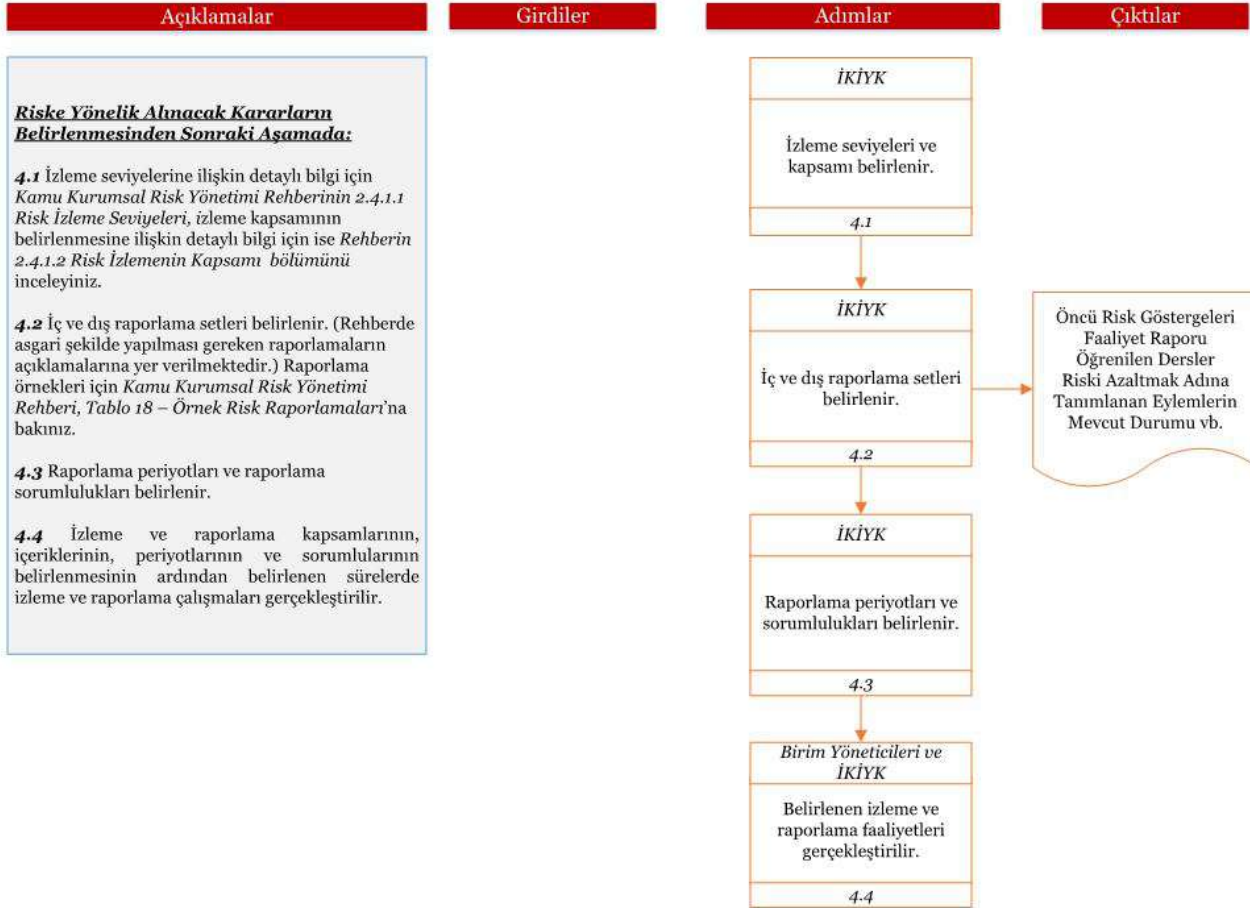 Açıklamalar
Girdiler
Adımlar
Çıktılar
Riske Yönelik Alınacak Kararların
Belirlenmesinden Sonraki Aşamada:
4.1 İzleme seviyelerine ilişkin detaylı bilgi için
Kamu Kurumsal Risk Yönetimi Rehberinin 2.4.1.1
Risk İzleme Seviyeleri, izleme kapsamının
belirlenmesine ilişkin detaylı bilgi için ise Rehberin
2.4.1.2 Risk İzlemenin Kapsamı bölümünü
inceleyiniz.
4.2 İç ve dış raporlama setleri belirlenir. (Rehberde
asgari şekilde yapılması gereken raporlamaların
açıklamalarına yer verilmektedir.) Raporlama
örnekleri için Kamu Kurumsal Risk Yönetimi
Rehberi, Tablo 18 – Örnek Risk Raporlamaları'na
bakınız.
4.3 Raporlama periyotları ve raporlama
sorumlulukları belirlenir.
4.4 İzleme ve raporlama kapsamlarının,
içeriklerinin, periyotlarının ve sorumlularının
belirlenmesinin ardından belirlenen sürelerde
izleme ve raporlama çalışmaları gerçekleştirilir.
İKİYK
İzleme seviyeleri ve
kapsamı belirlenir.
4.1
İKİYK
İç ve dış raporlama setleri
belirlenir.
4.2
Öncü Risk Göstergeleri
Faaliyet Raporu
Öğrenilen Dersler
Riski Azaltmak Adına
Tanımlanan Eylemlerin
Mevcut Durumu vb.
İKİYK
Raporlama periyotları ve
sorumlulukları belirlenir.
4.3
Birim Yöneticileri ve
İKİYK
Belirlenen izleme ve
raporlama faaliyetleri
gerçekleştirilir.
4.4